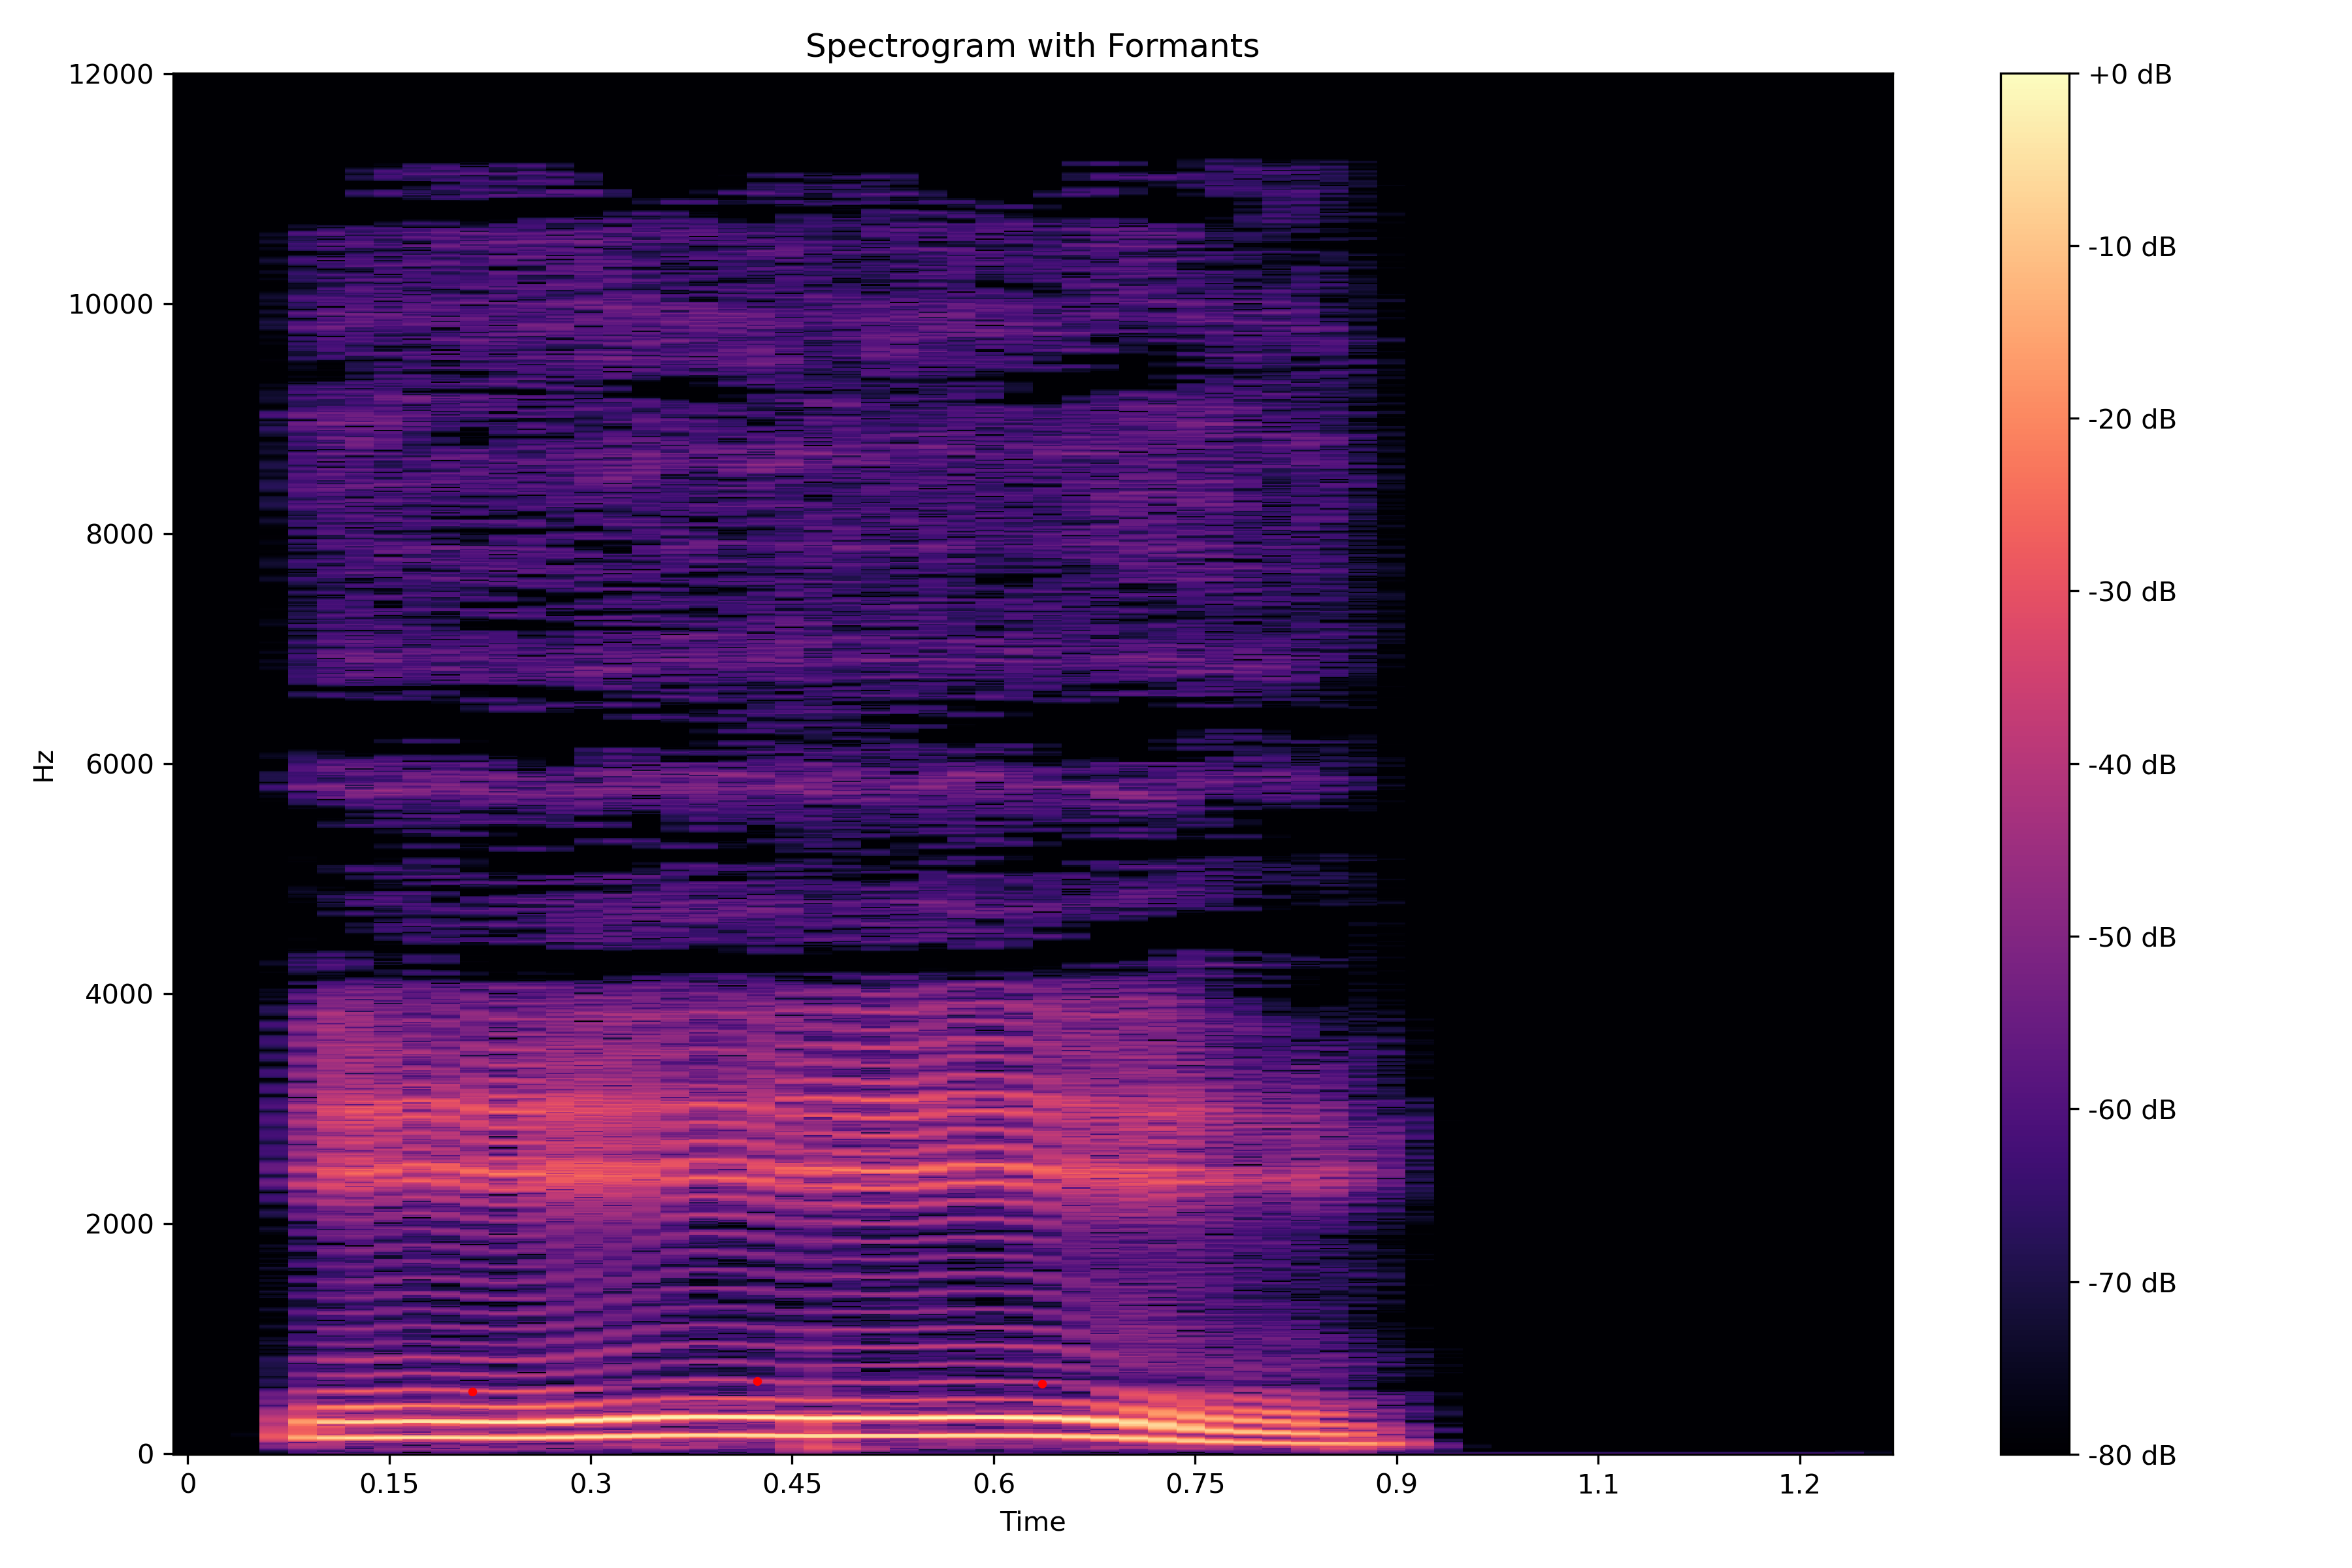 Spectrogram with Formants
12000
10000
8000
6000
4000
2000
0
Hz
0 0.15 0.3 0.45 0.6 0.75 0.9 1.1 1.2
Time
+0 dB
-10 dB
-20 dB
-30 dB
-40 dB
-50 dB
-60 dB
-70 dB
-80 dB